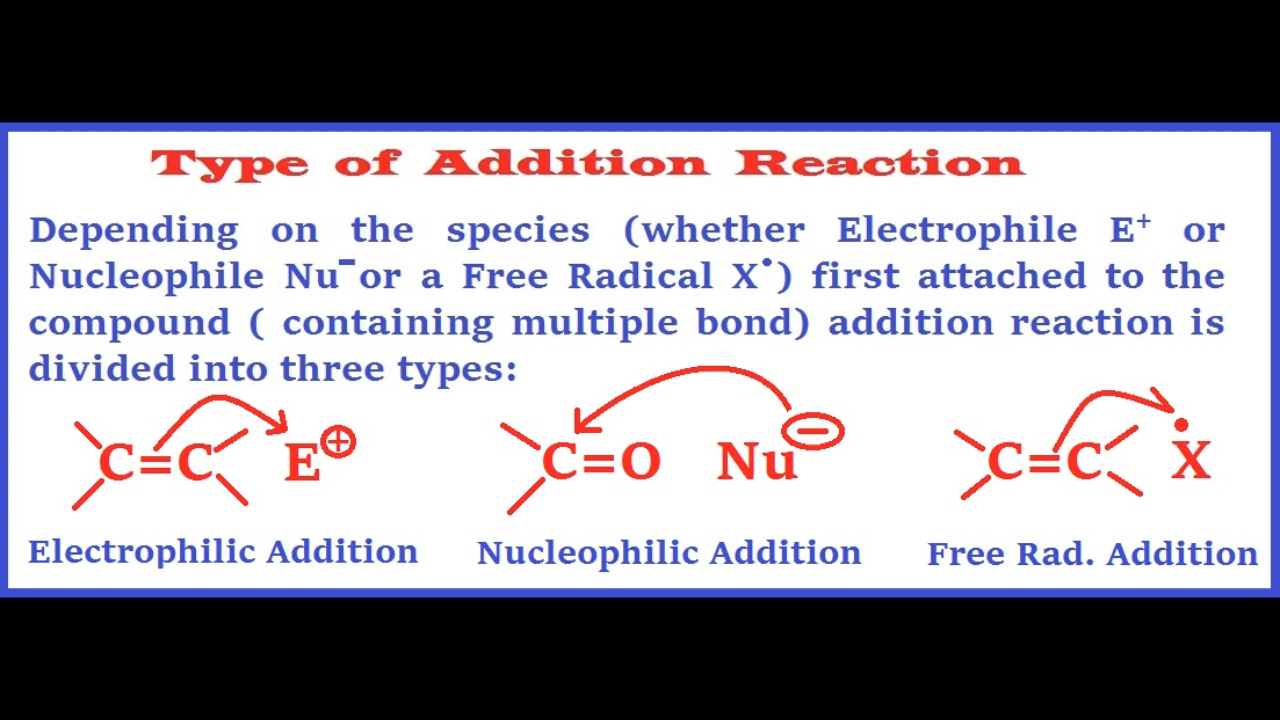 Type of Addition Reaction
Depending on the species (whether Electrophile E⁺ or
Nucleophile Nu⁻ or a Free Radical X•) first attached to the
compound ( containing multiple bond) addition reaction is
divided into three types:
C=C E⊕ C=O Nu⊖ C=C Ẋ
Electrophilic Addition Nucleophilic Addition Free Rad. Addition